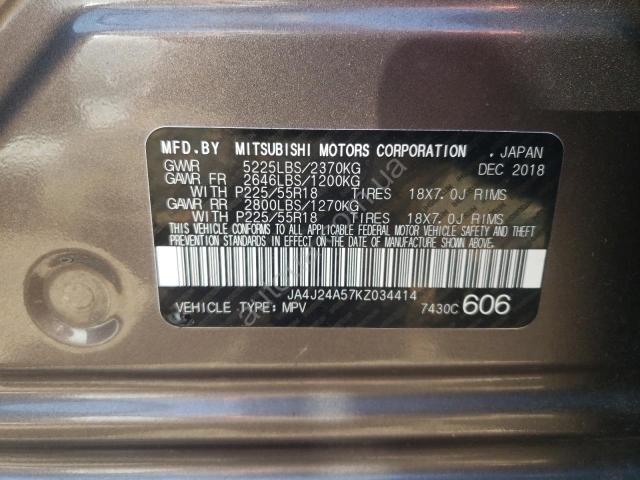 MFD.BY MITSUBISHI MOTORS CORPORATION . JAPAN
GVWR 5225LBS/2370KG DEC 2018
GAWR FR 2646LBS/1200KG
WITH P225/55R18 TIRES 18X7.0J RIMS
GAWR RR 2800LBS/1270KG
WITH P225/55R18 TIRES 18X7.0J RIMS
THIS VEHICLE CONFORMS TO ALL APPLICABLE FEDERAL MOTOR VEHICLE SAFETY AND THEFT
PREVENTION STANDARDS IN EFFECT ON THE DATE OF MANUFACTURE SHOWN ABOVE.
JA4J24A57KZ034414
VEHICLE TYPE: MPV 7430C 606